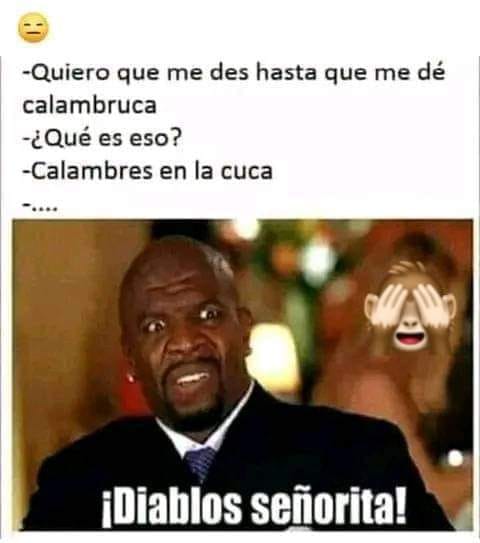 -Quiero que me des hasta que me dé
calambruca
-¿Qué es eso?
-Calambres en la cuca
-....
¡Diablos señorita!